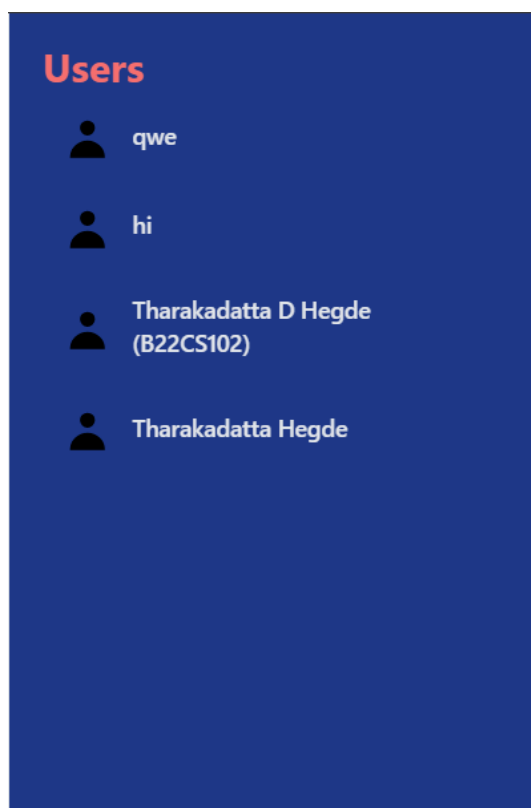 Users
qwe
hi
Tharakadatta D Hegde
(B22CS102)
Tharakadatta Hegde